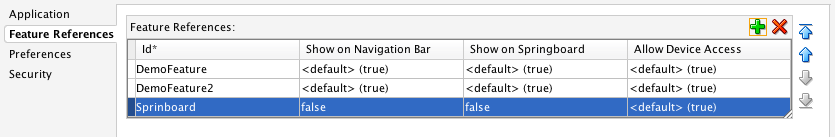 Application
Feature References
Preferences
Security
Feature References:
Id* Show on Navigation Bar Show on Springboard Allow Device Access
DemoFeature <default> (true) <default> (true) <default> (true)
DemoFeature2 <default> (true) <default> (true) <default> (true)
Sprinboard false false <default> (true)